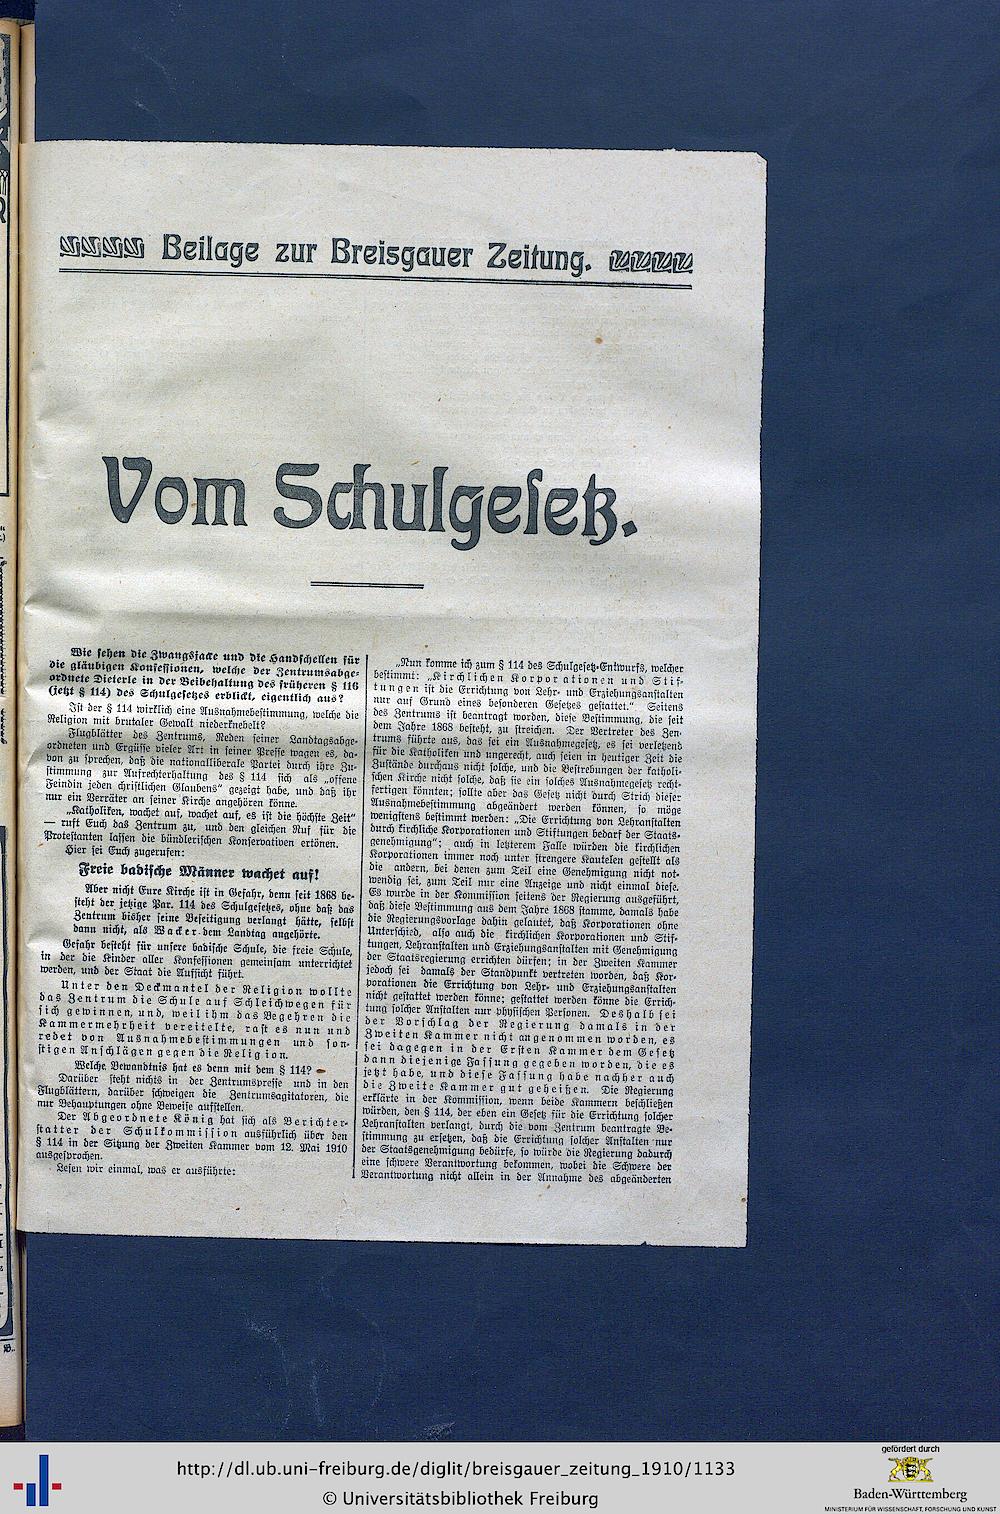 Beilage zur Breisgauer Zeitung.
Vom Schulgesetz.
Wie sehen die Zwangsjacke und die Handschellen für
die gläubigen Konfessionen, welche der Zentrumsabge-
ordnete Dieterle in der Beibehaltung des früheren § 116
(jetzt § 114) des Schulgesetzes erblickt, eigentlich aus?
Ist der § 114 wirklich eine Ausnahmebestimmung, welche die
Religion mit brutaler Gewalt niederknebelt?
Flugblätter des Zentrums, Reden seiner Landtagsabge-
ordneten und Ergüsse vieler Art in seiner Presse wagen es, da-
von zu sprechen, daß die nationalliberale Partei durch ihre Zu-
stimmung zur Aufrechterhaltung des § 114 sich als „offene
Feindin jeden christlichen Glaubens“ gezeigt habe, und daß ihr
nur ein Verräter an seiner Kirche angehören könne.
„Katholiken, wachet auf, wachet auf, es ist die höchste Zeit“
— ruft Euch das Zentrum zu, und den gleichen Ruf für die
Protestanten lassen die bündlerischen Konservativen ertönen.
Hier sei Euch zugerufen:
Freie badische Männer wachet auf!
Aber nicht Eure Kirche ist in Gefahr, denn seit 1868 be-
steht der jetzige Par. 114 des Schulgesetzes, ohne daß das
Zentrum bisher seine Beseitigung verlangt hätte, selbst
dann nicht, als Wacker dem Landtag angehörte.
Gefahr besteht für unsere badische Schule, die freie Schule,
in der die Kinder aller Konfessionen gemeinsam unterrichtet
werden, und der Staat die Aufsicht führt.
Unter den Deckmantel der Religion wollte
das Zentrum die Schule auf Schleichwegen für
sich gewinnen, und, weil ihm das Begehren die
Kammermehrheit vereitelte, rast es nun und
redet von Ausnahmebestimmungen und son-
stigen Anschlägen gegen die Religion.
Welche Bewandtnis hat es denn mit dem § 114?
Darüber steht nichts in der Zentrumspresse und in den
Flugblättern, darüber schweigen die Zentrumsagitatoren, die
nur Behauptungen ohne Beweise aufstellen.
Der Abgeordnete König hat sich als Berichter-
statter der Schulkommission ausführlich über den
§ 114 in der Sitzung der Zweiten Kammer vom 12. Mai 1910
ausgesprochen.
Lesen wir einmal, was er ausführte:
„Nun komme ich zum § 114 des Schulgesetz-Entwurfs, welcher
bestimmt: „Kirchlichen Korporationen und Stif-
tungen ist die Errichtung von Lehr- und Erziehungsanstalten
nur auf Grund eines besonderen Gesetzes gestattet.“ Seitens
des Zentrums ist beantragt worden, diese Bestimmung, die seit
dem Jahre 1868 besteht, zu streichen. Der Vertreter des Zen-
trums führte aus, das sei ein Ausnahmegesetz, es sei verletzend
für die Katholiken und ungerecht, auch seien in heutiger Zeit die
Zustände durchaus nicht solche, und die Bestrebungen der katholi-
schen Kirche nicht solche, daß sie ein solches Ausnahmegesetz recht-
fertigen könnten; sollte aber das Gesetz nicht durch Strich dieser
Ausnahmebestimmung abgeändert werden können, so möge
wenigstens bestimmt werden: „Die Errichtung von Lehranstalten
durch kirchliche Korporationen und Stiftungen bedarf der Staats-
genehmigung“; auch in letzterem Falle würden die kirchlichen
Korporationen immer noch unter strengere Kautelen gestellt als
die andern, bei denen zum Teil eine Genehmigung nicht not-
wendig sei, zum Teil nur eine Anzeige und nicht einmal diese.
Es wurde in der Kommission seitens der Regierung ausgeführt,
daß diese Bestimmung aus dem Jahre 1868 stamme, damals habe
die Regierungsvorlage dahin gelautet, daß Korporationen ohne
Unterschied, also auch die kirchlichen Korporationen und Stif-
tungen, Lehranstalten und Erziehungsanstalten mit Genehmigung
der Staatsregierung errichten dürfen; in der Zweiten Kammer
jedoch sei damals der Standpunkt vertreten worden, daß Kor-
porationen die Errichtung von Lehr- und Erziehungsanstalten
nicht gestattet werden könne; gestattet werden könne die Errich-
tung solcher Anstalten nur physischen Personen. Deshalb sei
der Vorschlag der Regierung damals in der
Zweiten Kammer nicht angenommen worden, es
sei dagegen in der Ersten Kammer dem Gesetz
dann diejenige Fassung gegeben worden, die es
jetzt habe, und diese Fassung habe nachher auch
die Zweite Kammer gut geheißen. Die Regierung
erklärte in der Kommission, wenn beide Kammern beschließen
würden, den § 114, der eben ein Gesetz für die Errichtung solcher
Lehranstalten verlangt, durch die vom Zentrum beantragte Be-
stimmung zu ersetzen, daß die Errichtung solcher Anstalten nur
der Staatsgenehmigung bedürfe, so würde die Regierung dadurch
eine schwere Verantwortung bekommen, wobei die Schwere der
Verantwortung nicht allein in der Annahme des abgeänderten
http://dl.ub.uni-freiburg.de/diglit/breisgauer_zeitung_1910/1133
© Universitätsbibliothek Freiburg
gefördert durch
Baden-Württemberg
MINISTERIUM FÜR WISSENSCHAFT, FORSCHUNG UND KUNST